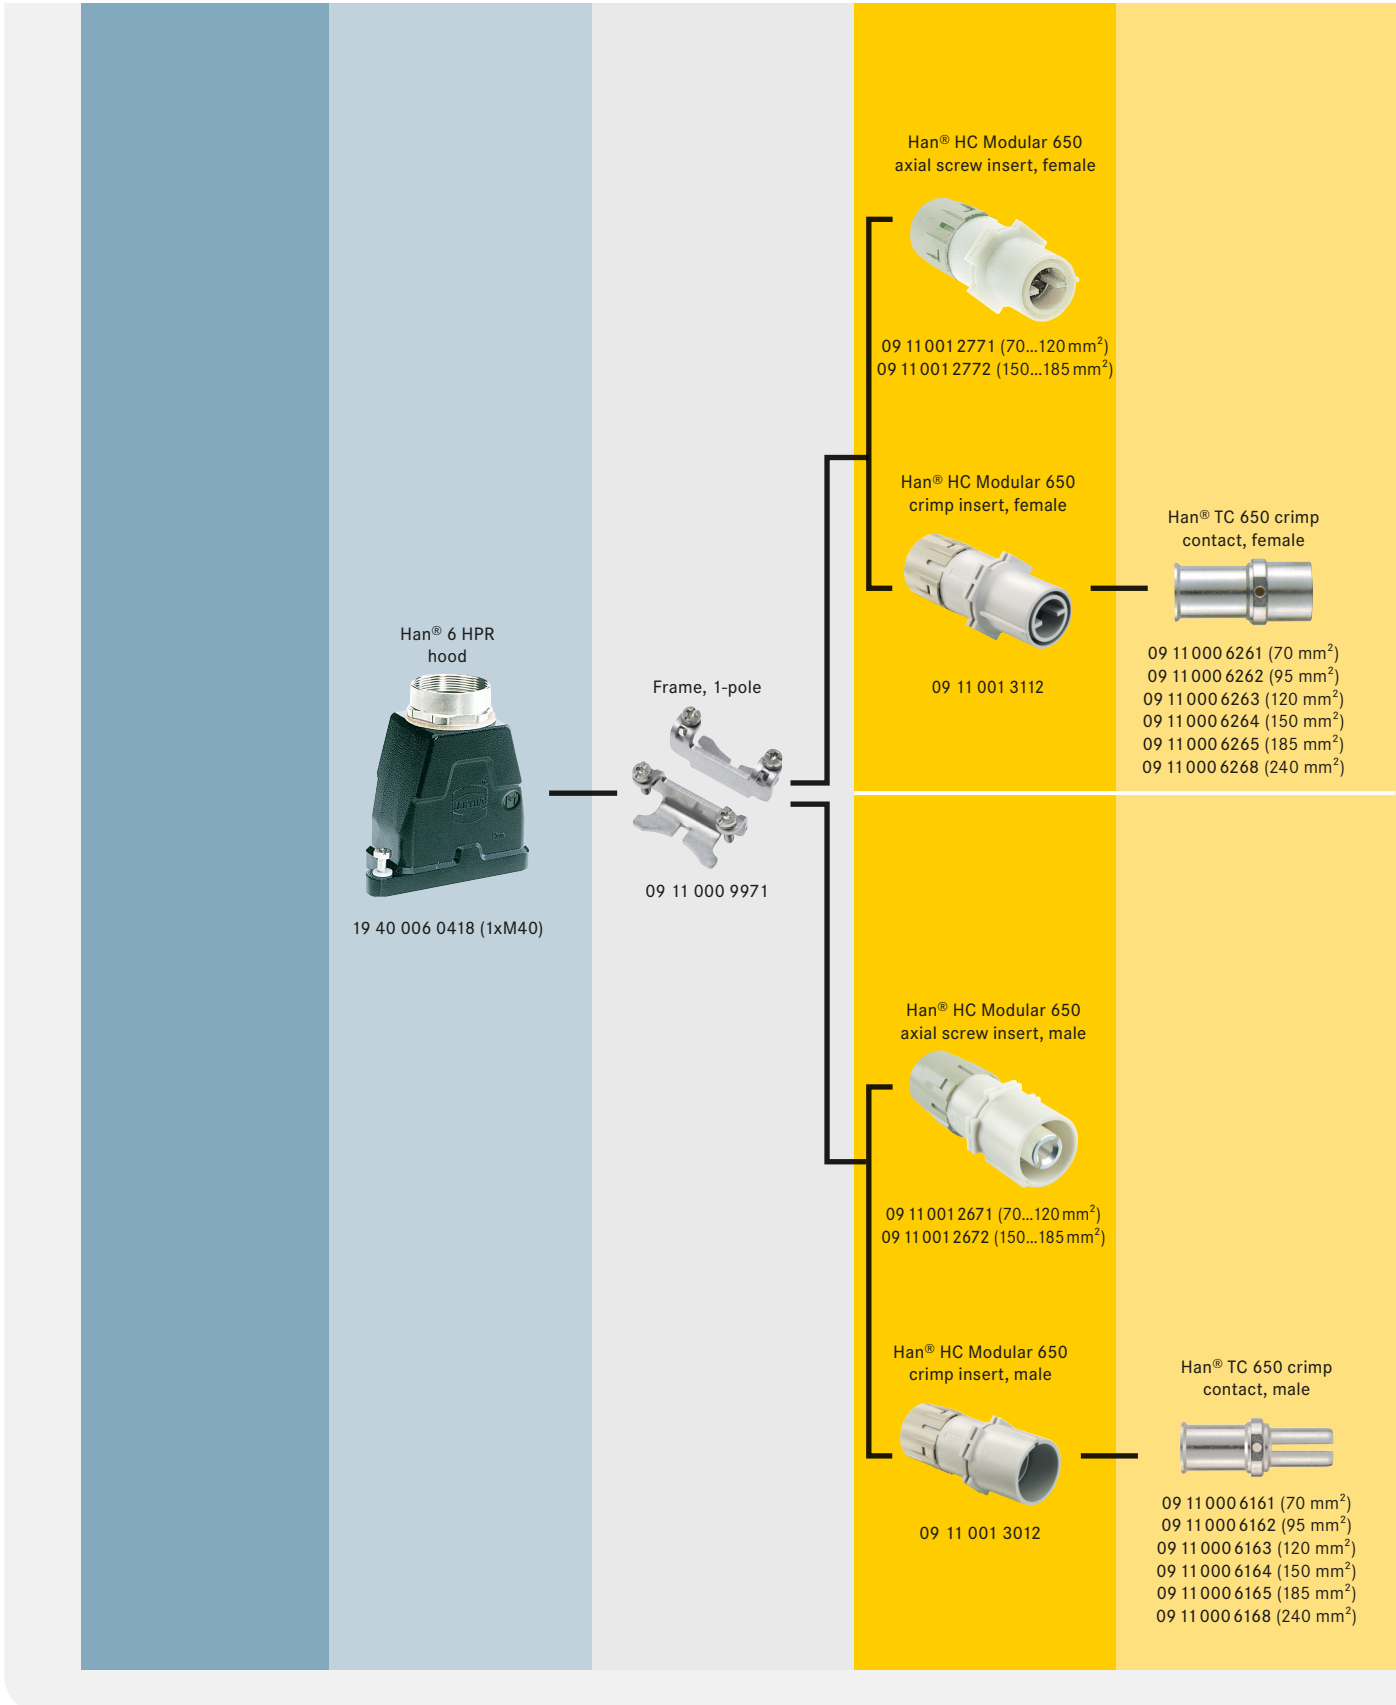 Han® HC Modular 650
axial screw insert, female
09 11 001 2771 (70...120 mm²)
09 11 001 2772 (150...185 mm²)
Han® HC Modular 650
crimp insert, female
09 11 001 3112
Han® TC 650 crimp
contact, female
09 11 000 6261 (70 mm²)
09 11 000 6262 (95 mm²)
09 11 000 6263 (120 mm²)
09 11 000 6264 (150 mm²)
09 11 000 6265 (185 mm²)
09 11 000 6268 (240 mm²)
Han® 6 HPR
hood
HARTING
19 40 006 0418 (1xM40)
Frame, 1-pole
09 11 000 9971
Han® HC Modular 650
axial screw insert, male
09 11 001 2671 (70...120 mm²)
09 11 001 2672 (150...185 mm²)
Han® HC Modular 650
crimp insert, male
09 11 001 3012
Han® TC 650 crimp
contact, male
09 11 000 6161 (70 mm²)
09 11 000 6162 (95 mm²)
09 11 000 6163 (120 mm²)
09 11 000 6164 (150 mm²)
09 11 000 6165 (185 mm²)
09 11 000 6168 (240 mm²)